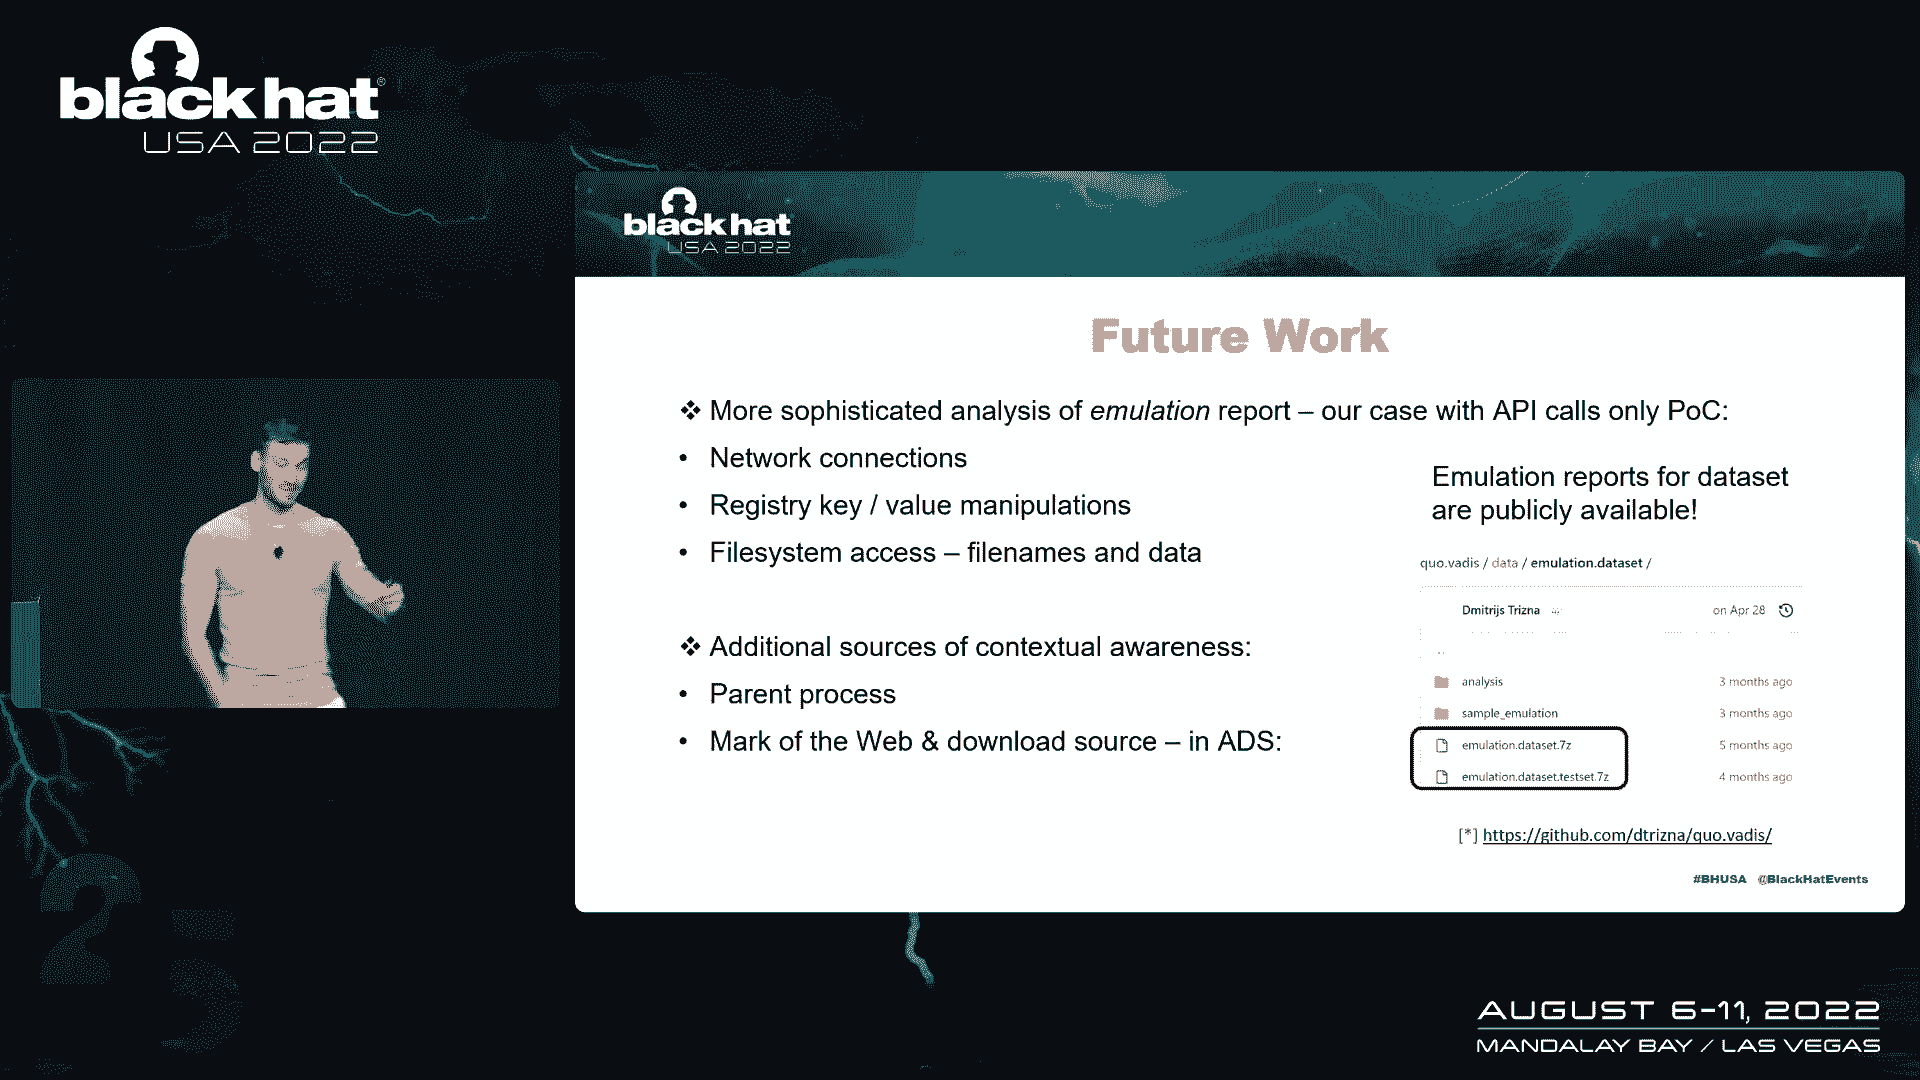 black hat®
USA 2022
black hat
USA 2022
Future Work
❖ More sophisticated analysis of emulation report – our case with API calls only PoC:
• Network connections
• Registry key / value manipulations
• Filesystem access – filenames and data
❖ Additional sources of contextual awareness:
• Parent process
• Mark of the Web & download source – in ADS:
Emulation reports for dataset
are publicly available!
quo.vadis / data / emulation.dataset /
Dmitrijs Trizna ... on Apr 28
..
analysis 3 months ago
sample_emulation 3 months ago
emulation.dataset.7z 5 months ago
emulation.dataset.testset.7z 4 months ago
[*] https://github.com/dtrizna/quo.vadis/
#BHUSA @BlackHatEvents
25
AUGUST 6-11, 2022
MANDALAY BAY / LAS VEGAS